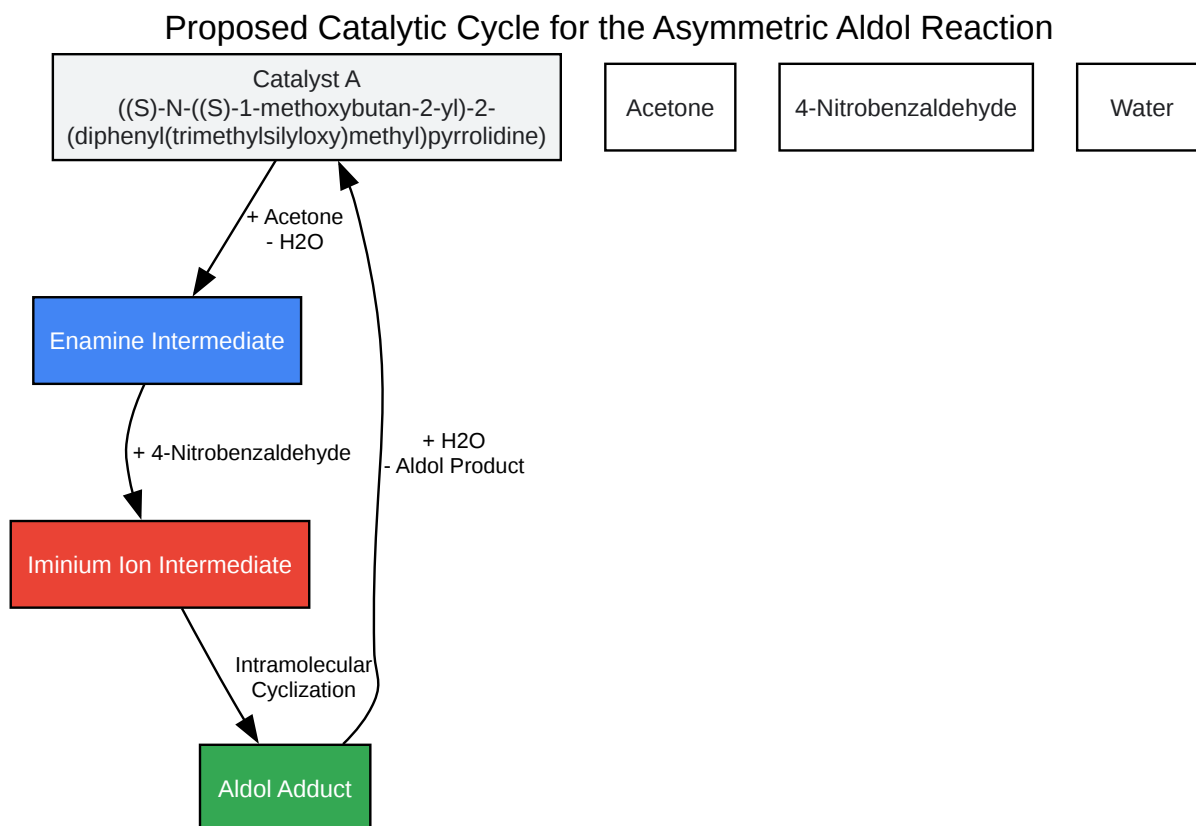 Proposed Catalytic Cycle for the Asymmetric Aldol Reaction
Catalyst A
((S)-N-((S)-1-methoxybutan-2-yl)-2-
(diphenyl(trimethylsilyloxy)methyl)pyrrolidine)
Acetone
4-Nitrobenzaldehyde
Water
+ Acetone
- H2O
Enamine Intermediate
+ 4-Nitrobenzaldehyde
+ H2O
- Aldol Product
Iminium Ion Intermediate
Intramolecular
Cyclization
Aldol Adduct